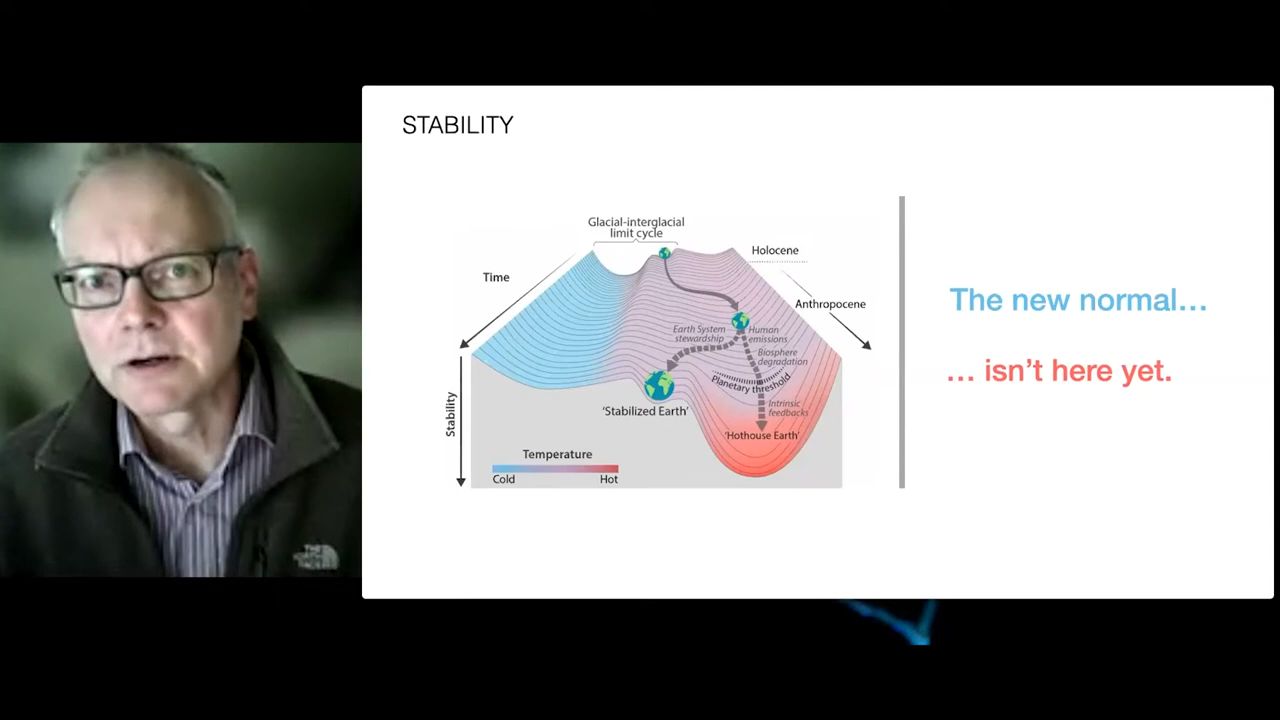 STABILITY
Glacial-interglacial
limit cycle
Holocene
Time
Anthropocene
Earth System
stewardship
Human
emissions
Biosphere
degradation
Planetary threshold
Intrinsic
feedbacks
'Stabilized Earth'
'Hothouse Earth'
Stability
Temperature
Cold
Hot
The new normal…
… isn't here yet.
THE